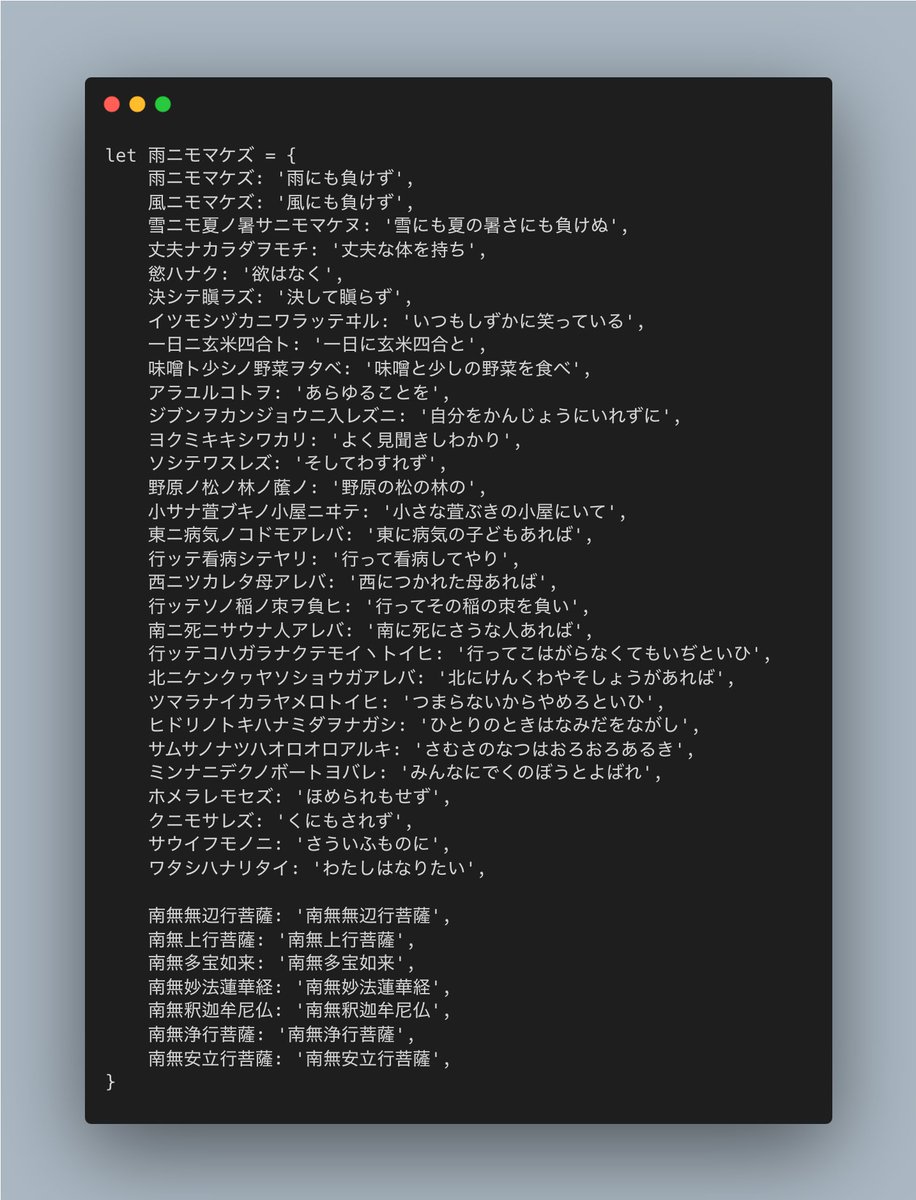 let 雨ニモマケズ = {
    雨ニモマケズ: '雨にも負けず',
    風ニモマケズ: '風にも負けず',
    雪ニモ夏ノ暑サニモマケヌ: '雪にも夏の暑さにも負けぬ',
    丈夫ナカラダヲモチ: '丈夫な体を持ち',
    慾ハナク: '欲はなく',
    決シテ瞋ラズ: '決して瞋らず',
    イツモシヅカニワラッテヰル: 'いつもしずかに笑っている',
    一日ニ玄米四合ト: '一日に玄米四合と',
    味噌ト少シノ野菜ヲタベ: '味噌と少しの野菜を食べ',
    アラユルコトヲ: 'あらゆることを',
    ジブンヲカンジョウニ入レズニ: '自分をかんじょうにいれずに',
    ヨクミキキシワカリ: 'よく見聞きしわかり',
    ソシテワスレズ: 'そしてわすれず',
    野原ノ松ノ林ノ蔭ノ: '野原の松の林の',
    小サナ萓ブキノ小屋ニヰテ: '小さな萓ぶきの小屋にいて',
    東ニ病気ノコドモアレバ: '東に病気の子どもあれば',
    行ッテ看病シテヤリ: '行って看病してやり',
    西ニツカレタ母アレバ: '西につかれた母あれば',
    行ッテソノ稲ノ朿ヲ負ヒ: '行ってその稲の朿を負い',
    南ニ死ニサウナ人アレバ: '南に死にさうな人あれば',
    行ッテコハガラナクテモイヽトイヒ: '行ってこはがらなくてもいぢといひ',
    北ニケンクヮヤソショウガアレバ: '北にけんくわやそしょうがあれば',
    ツマラナイカラヤメロトイヒ: 'つまらないからやめろといひ',
    ヒドリノトキハナミダヲナガシ: 'ひとりのときはなみだをながし',
    サムサノナツハオロオロアルキ: 'さむさのなつはおろおろあるき',
    ミンナニデクノボートヨバレ: 'みんなにでくのぼうとよばれ',
    ホメラレモセズ: 'ほめられもせず',
    クニモサレズ: 'くにもされず',
    サウイフモノニ: 'さういふものに',
    ワタシハナリタイ: 'わたしはなりたい',

    南無無辺行菩薩: '南無無辺行菩薩',
    南無上行菩薩: '南無上行菩薩',
    南無多宝如来: '南無多宝如来',
    南無妙法蓮華経: '南無妙法蓮華経',
    南無釈迦牟尼仏: '南無釈迦牟尼仏',
    南無浄行菩薩: '南無浄行菩薩',
    南無安立行菩薩: '南無安立行菩薩',
}